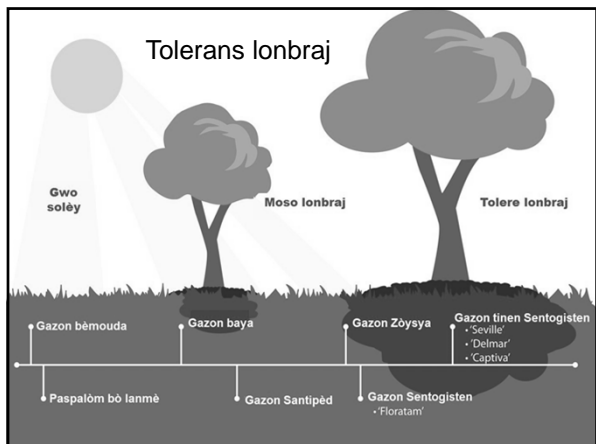 Tolerans lonbraj
Gwo
solèy
Moso lonbraj
Tolere lonbraj
Gazon bèmouda
Gazon baya
Gazon Zòysya
Gazon tinen Sentogisten
• 'Seville'
• 'Delmar'
• 'Captiva'
Paspalòm bò lanmè
Gazon Santipèd
Gazon Sentogisten
• 'Floratam'